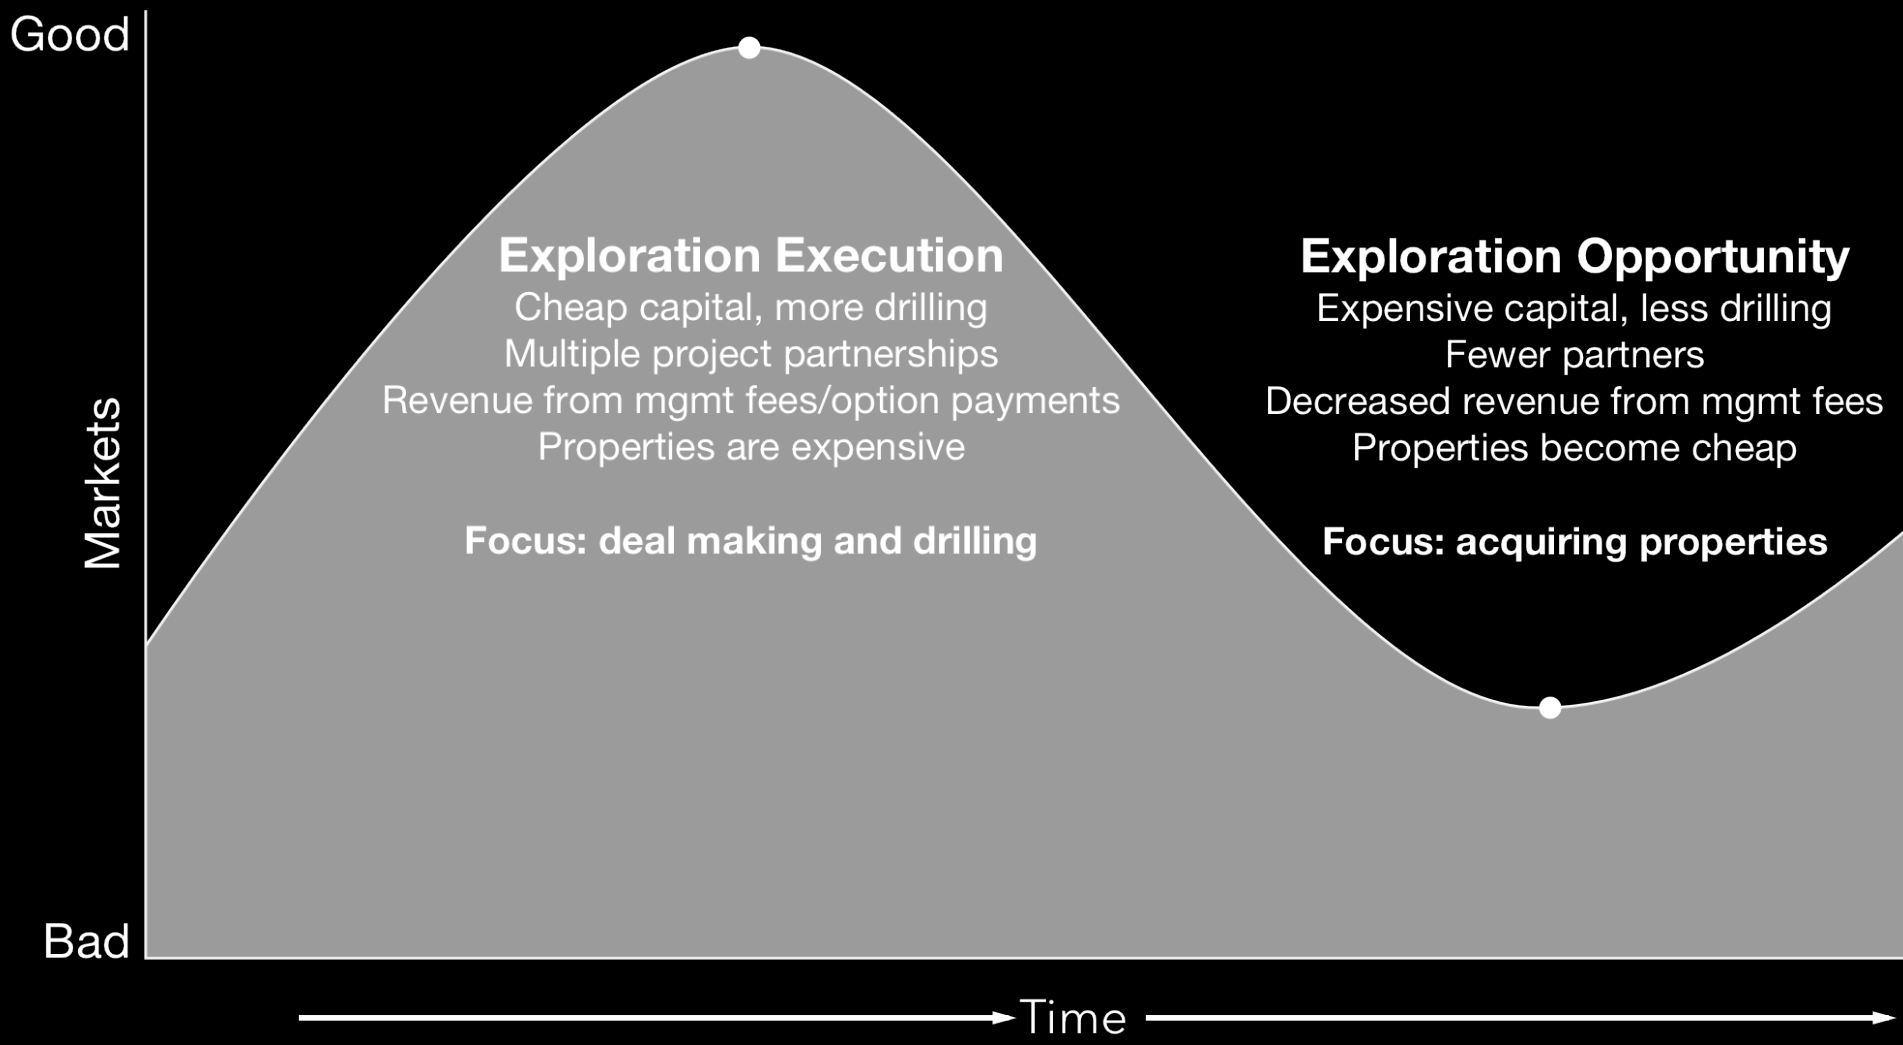 Good
Exploration Execution
Cheap capital, more drilling
Multiple project partnerships
Revenue from mgmt fees/option payments
Properties are expensive
Focus: deal making and drilling
Exploration Opportunity
Expensive capital, less drilling
Fewer partners
Decreased revenue from mgmt fees
Properties become cheap
Focus: acquiring properties
Markets
Bad
Time